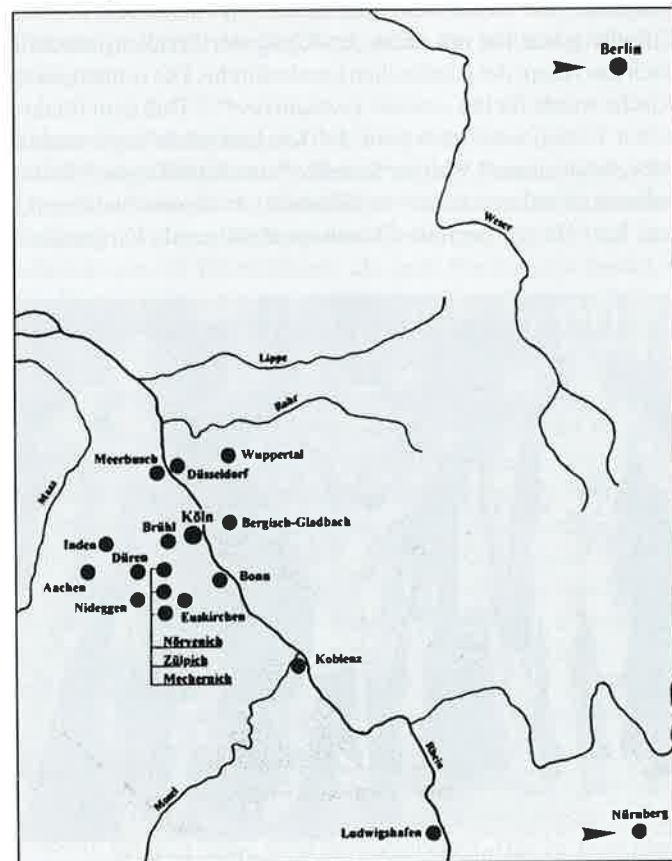 Berlin
Weser
Lippe
Ruhr
Wuppertal
Meerbusch
Düsseldorf
Maas
Köln
Bergisch-Gladbach
Brühl
Inden
Düren
Bonn
Aachen
Nideggen
Euskirchen
Nörvenich
Zülpich
Mechernich
Koblenz
Mosel
Rhein
Ludwigshafen
Nürnberg